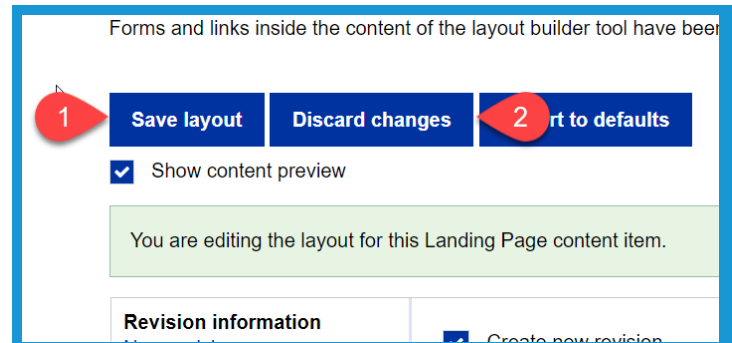 Forms and links inside the content of the layout builder tool have been
1 Save layout Discard changes 2 rt to defaults
Show content preview
You are editing the layout for this Landing Page content item.
Revision information
Create new revision